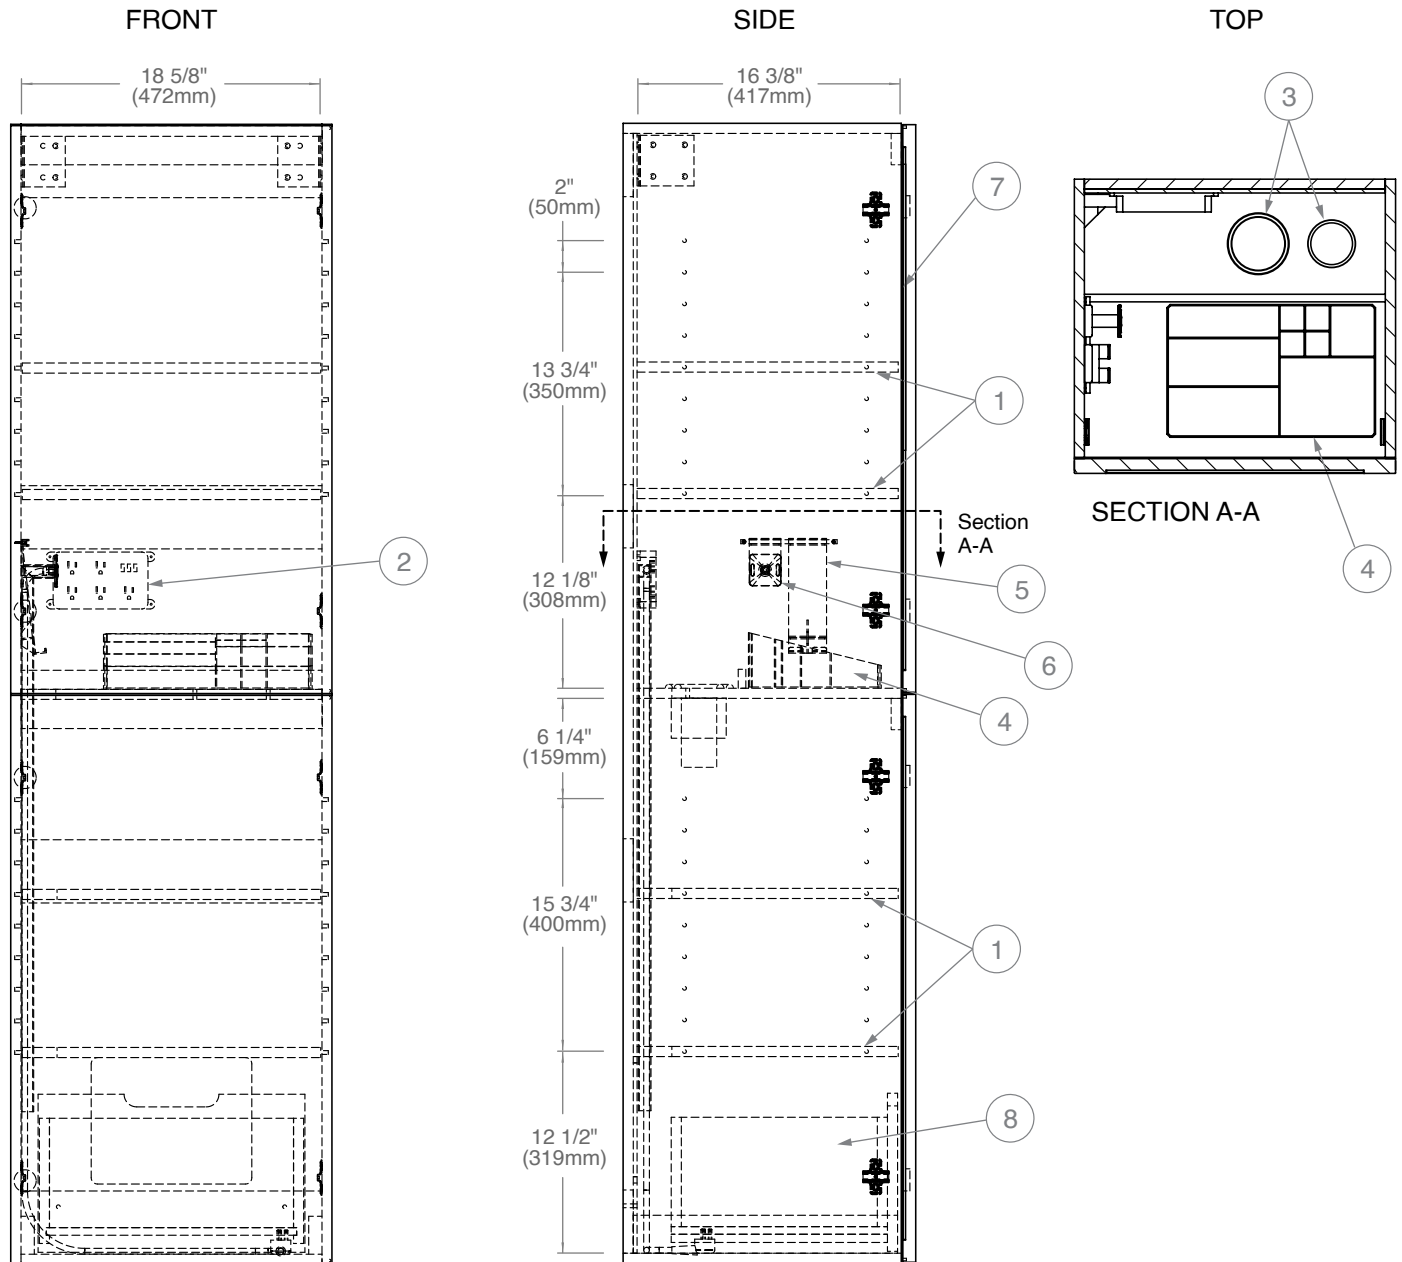 FRONT
SIDE
TOP
18 5/8"
(472mm)
16 3/8"
(417mm)
3
2"
(50mm)
7
13 3/4"
(350mm)
1
Section
A-A
SECTION A-A
2
4
12 1/8"
(308mm)
5
6
4
6 1/4"
(159mm)
15 3/4"
(400mm)
1
12 1/2"
(319mm)
8